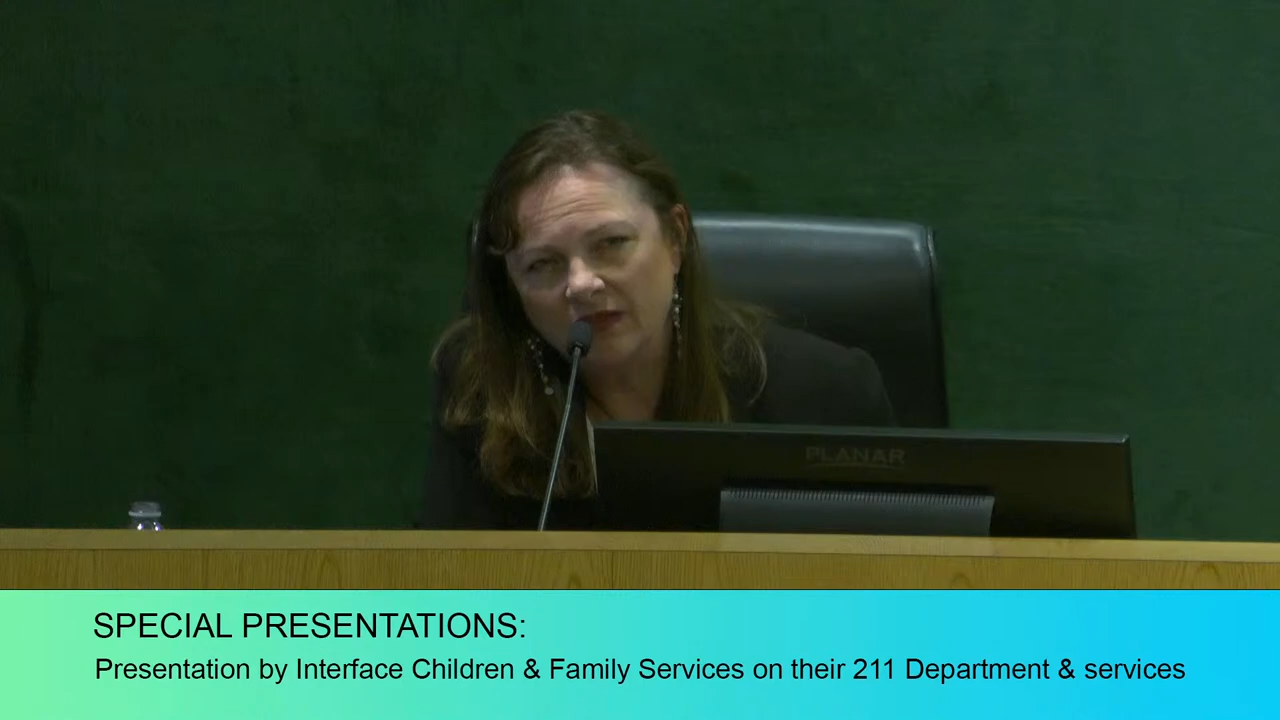 PLANAR
SPECIAL PRESENTATIONS:
Presentation by Interface Children & Family Services on their 211 Department & services